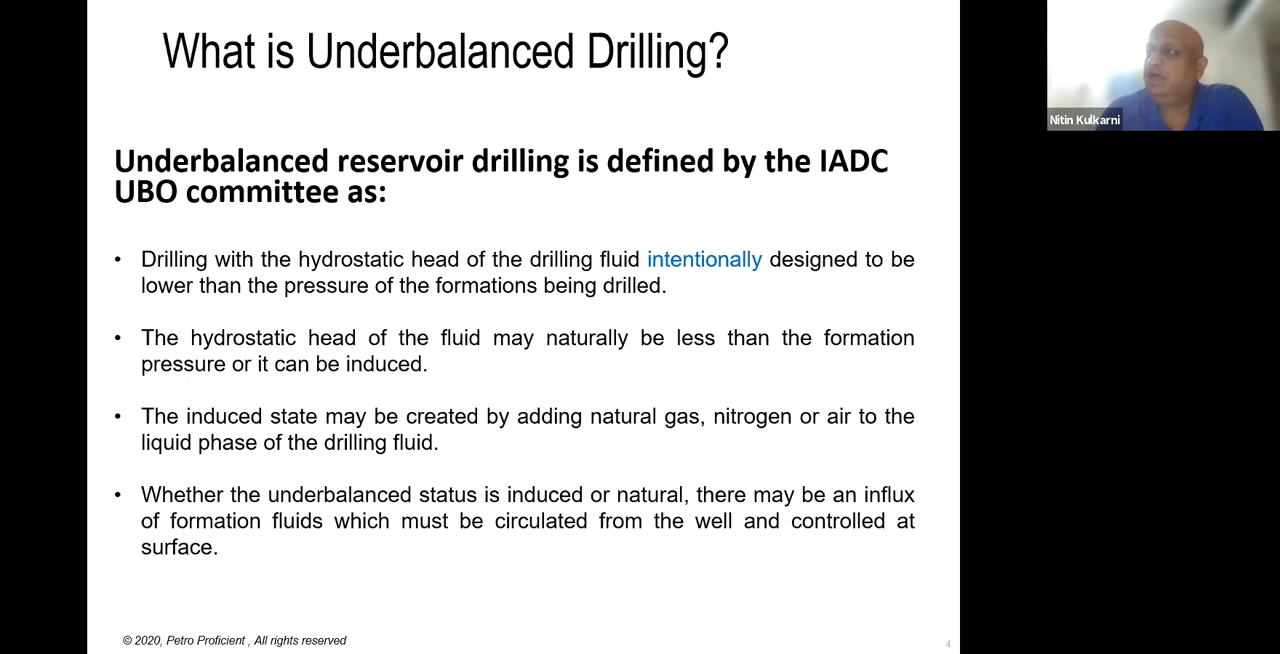 What is Underbalanced Drilling?
Underbalanced reservoir drilling is defined by the IADC
UBO committee as:
• Drilling with the hydrostatic head of the drilling fluid intentionally designed to be
lower than the pressure of the formations being drilled.
• The hydrostatic head of the fluid may naturally be less than the formation
pressure or it can be induced.
• The induced state may be created by adding natural gas, nitrogen or air to the
liquid phase of the drilling fluid.
• Whether the underbalanced status is induced or natural, there may be an influx
of formation fluids which must be circulated from the well and controlled at
surface.
© 2020, Petro Proficient , All rights reserved
4
Nitin Kulkarni